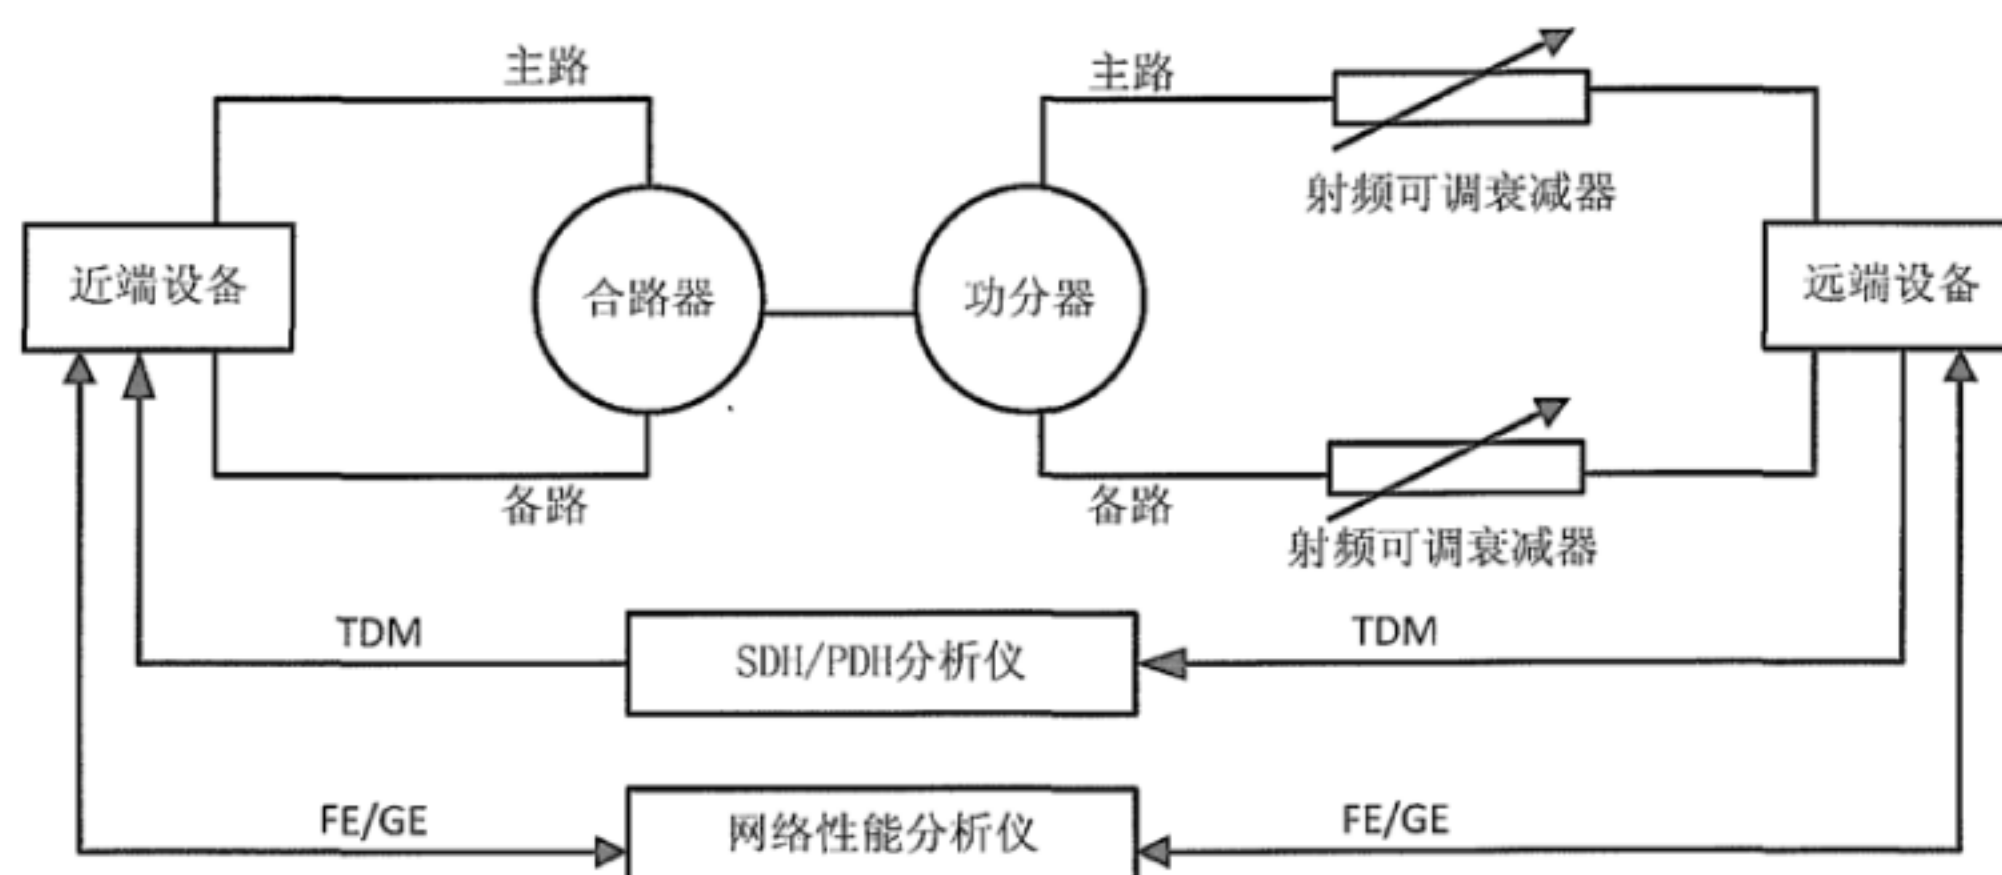 主路
主路
射频可调衰减器
近端设备
合路器
功分器
远端设备
备路
备路
射频可调衰减器
TDM
SDH/PDH分析仪
TDM
FE/GE
网络性能分析仪
FE/GE